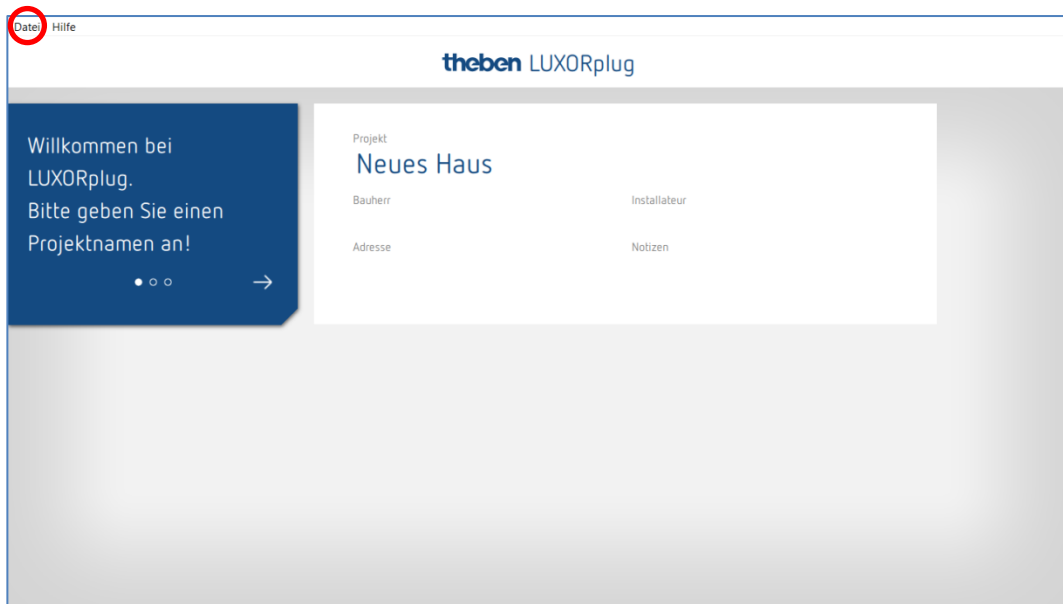 Datei Hilfe
theben LUXORplug
Willkommen bei
LUXORplug.
Bitte geben Sie einen
Projektnamen an!
Projekt
Neues Haus
Bauherr
Installateur
Adresse
Notizen